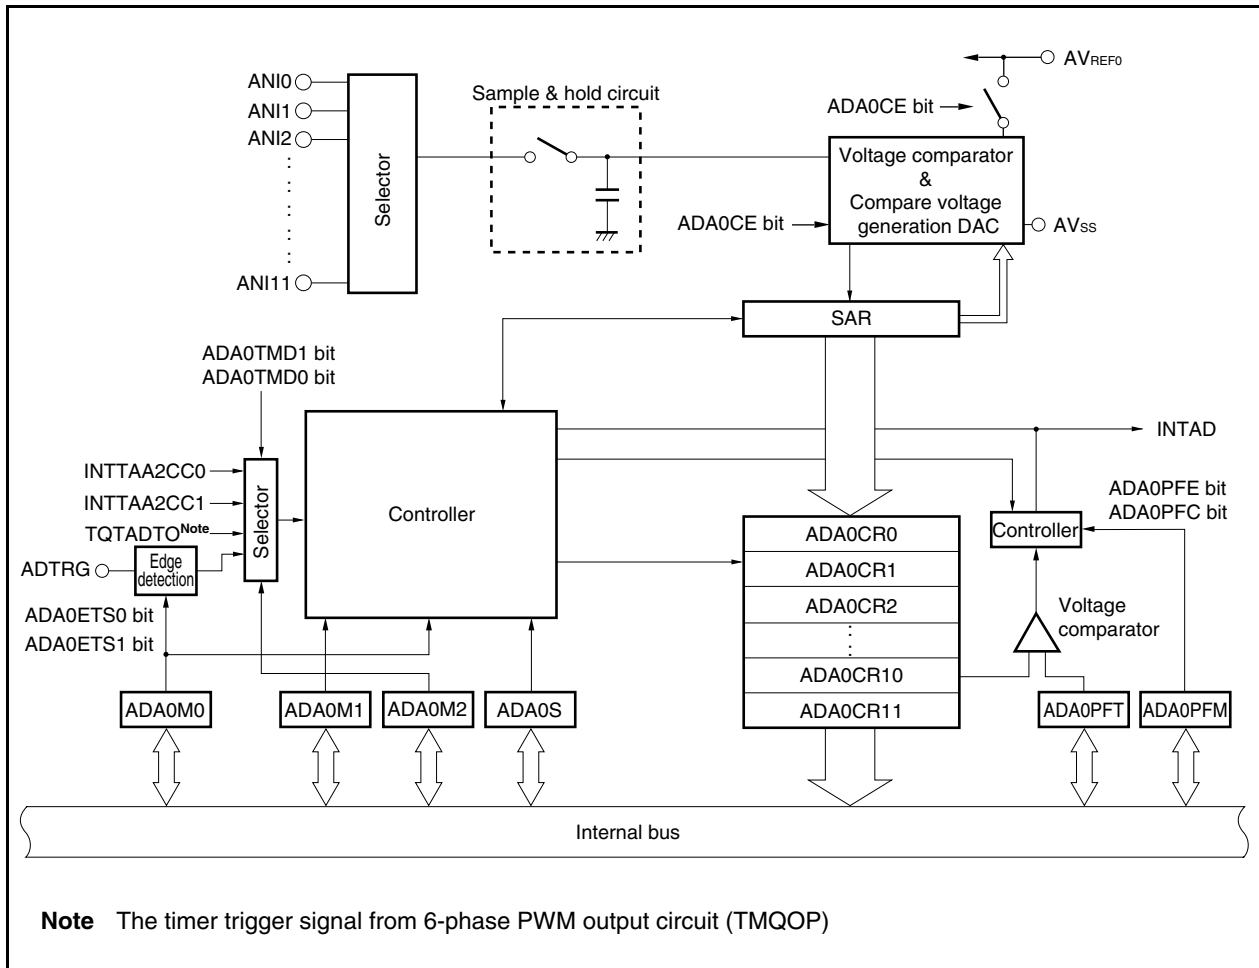 ANI0
ANI1
ANI2
ANI11
Selector
Sample & hold circuit
AVREF0
ADA0CE bit
Voltage comparator
&
Compare voltage
generation DAC
ADA0CE bit
AVSS
SAR
ADA0TMD1 bit
ADA0TMD0 bit
INTTAA2CC0
INTTAA2CC1
TQTADTO Note
ADTRG
Edge
detection
Selector
ADA0ETS0 bit
ADA0ETS1 bit
Controller
INTAD
ADA0PFE bit
ADA0PFC bit
Controller
Voltage
comparator
ADA0CR0
ADA0CR1
ADA0CR2
ADA0CR10
ADA0CR11
ADA0M0
ADA0M1
ADA0M2
ADA0S
ADA0PFT
ADA0PFM
Internal bus
Note The timer trigger signal from 6-phase PWM output circuit (TMQOP)